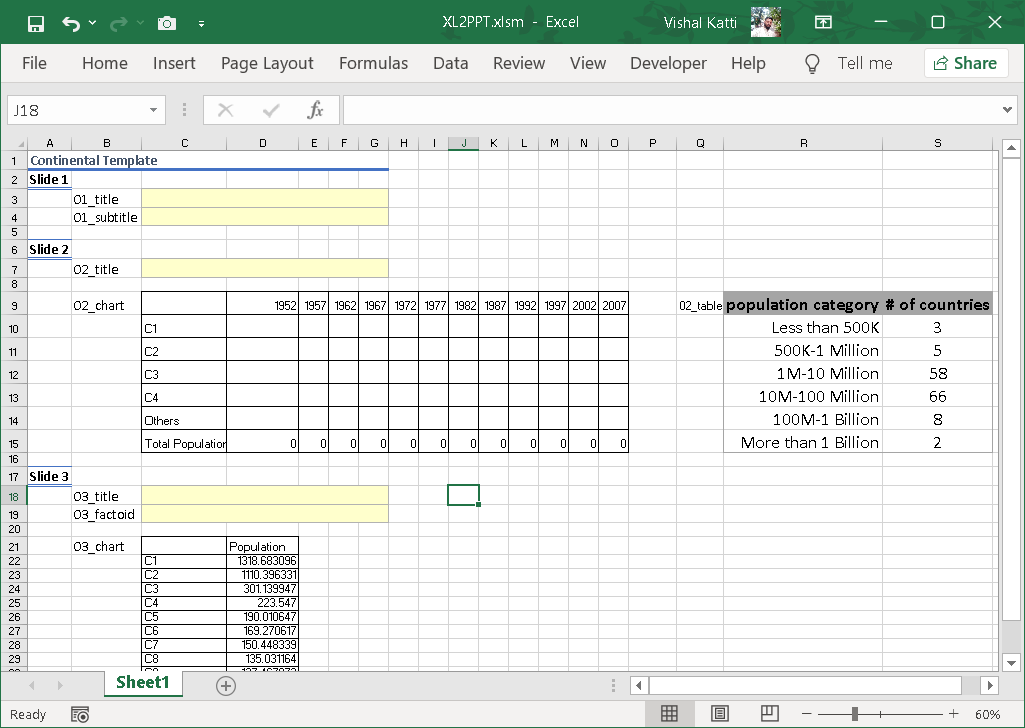 XL2PPT.xlsm - Excel
Vishal Katti
File Home Insert Page Layout Formulas Data Review View Developer Help Tell me Share
J18 fx
A B C D E F G H I J K L M N O P Q R S
1 Continental Template
2 Slide 1
3 01_title
4 01_subtitle
5
6 Slide 2
7 02_title
8
9 02_chart 1952 1957 1962 1967 1972 1977 1982 1987 1992 1997 2002 2007 02_table population category # of countries
10 C1 Less than 500K 3
11 C2 500K-1 Million 5
12 C3 1M-10 Million 58
13 C4 10M-100 Million 66
14 Others 100M-1 Billion 8
15 Total Population 0 0 0 0 0 0 0 0 0 0 0 0 More than 1 Billion 2
16
17 Slide 3
18 03_title
19 03_factoid
20
21 03_chart Population
22 C1 1318.683096
23 C2 1110.396331
24 C3 301.139947
25 C4 223.547
26 C5 190.010647
27 C6 169.270617
28 C7 150.448339
29 C8 135.031164
Sheet1
Ready 60%